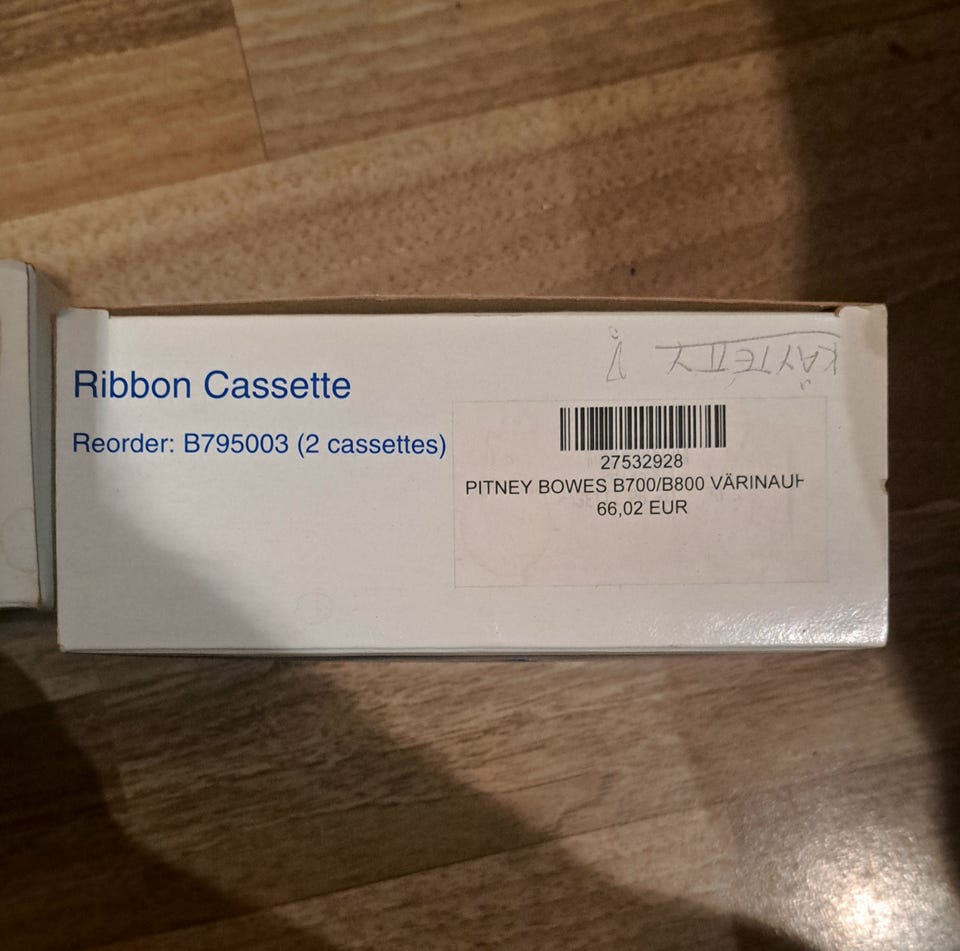 KÄYTETTY
Ribbon Cassette
Reorder: B795003 (2 cassettes)
27532928
PITNEY BOWES B700/B800 VÄRINAUH
66,02 EUR